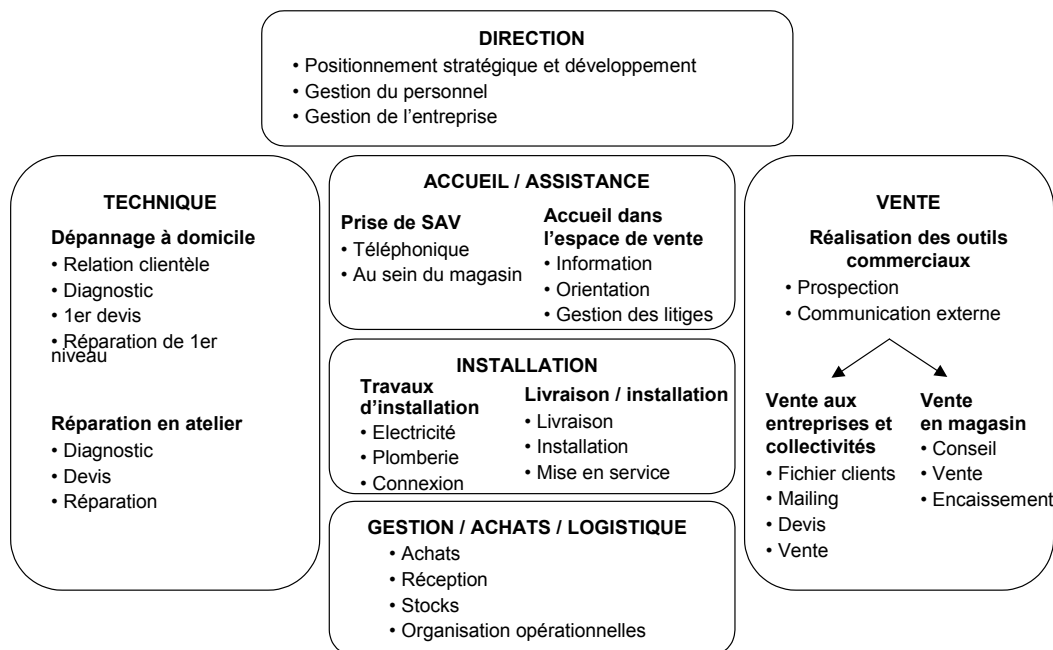 DIRECTION
• Positionnement stratégique et développement
• Gestion du personnel
• Gestion de l’entreprise
TECHNIQUE
Dépannage à domicile
• Relation clientèle
• Diagnostic
• 1er devis
• Réparation de 1er
niveau
Réparation en atelier
• Diagnostic
• Devis
• Réparation
ACCUEIL / ASSISTANCE
Prise de SAV
• Téléphonique
• Au sein du magasin
Accueil dans
l’espace de vente
• Information
• Orientation
• Gestion des litiges
INSTALLATION
Travaux
d’installation
• Electricité
• Plomberie
• Connexion
Livraison / installation
• Livraison
• Installation
• Mise en service
GESTION / ACHATS / LOGISTIQUE
• Achats
• Réception
• Stocks
• Organisation opérationnelles
VENTE
Réalisation des outils
commerciaux
• Prospection
• Communication externe
Vente aux
entreprises et
collectivités
• Fichier clients
• Mailing
• Devis
• Vente
Vente
en magasin
• Conseil
• Vente
• Encaissement